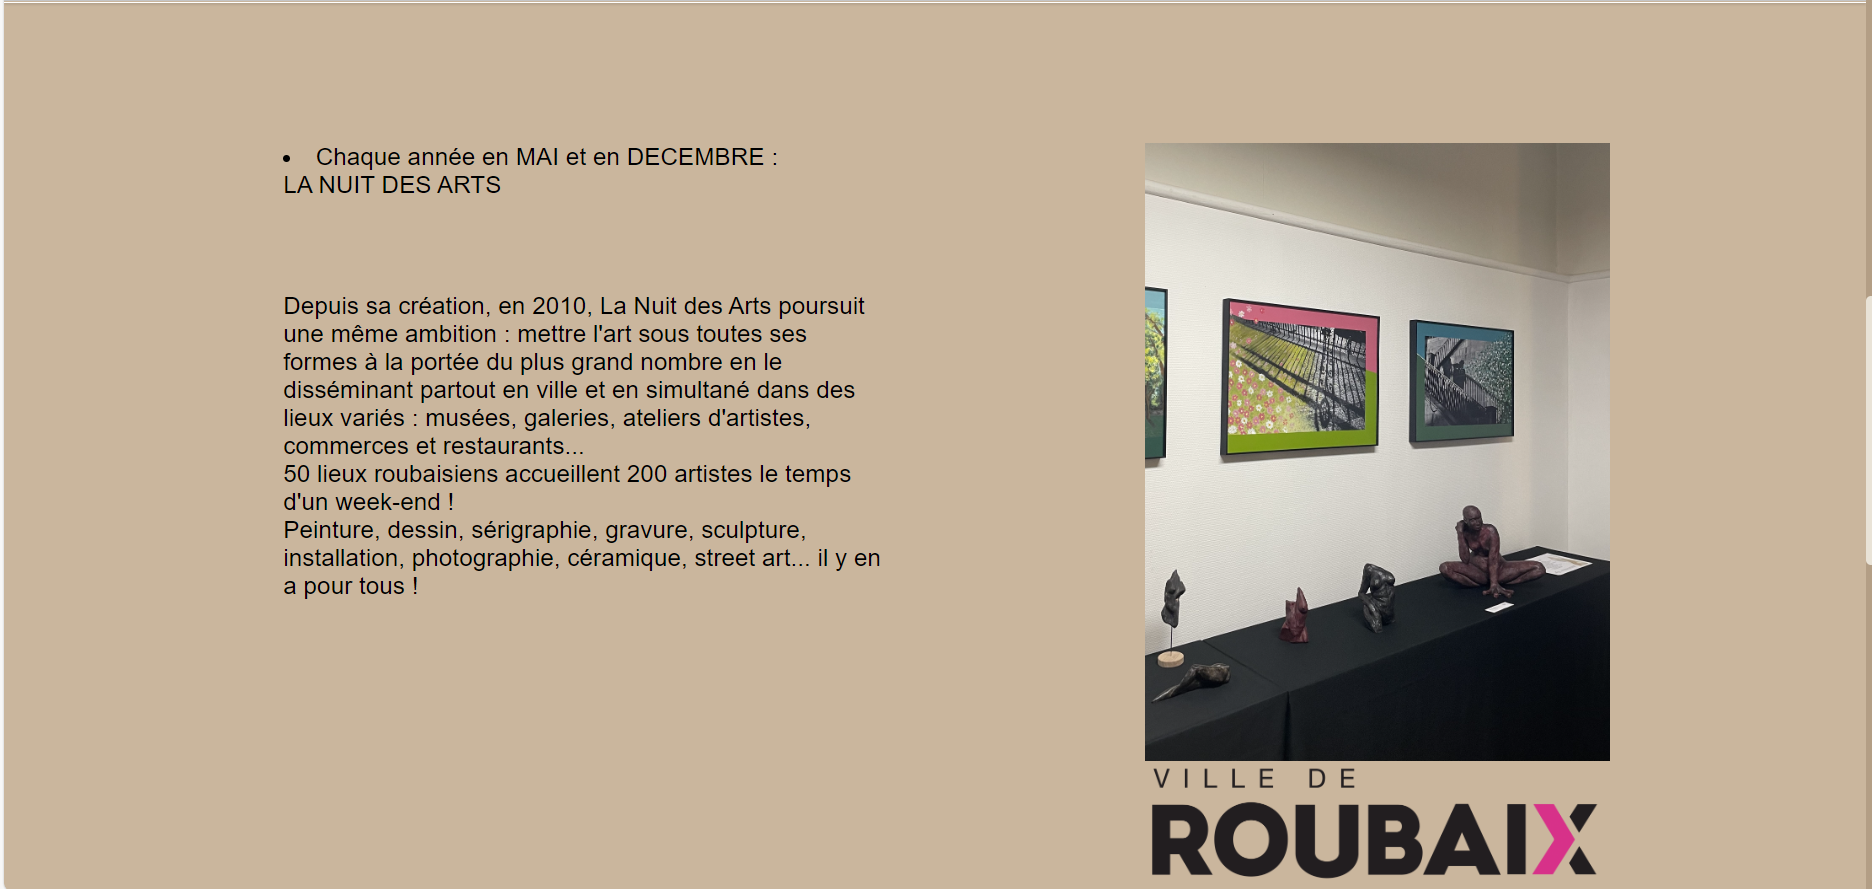 • Chaque année en MAI et en DECEMBRE :
LA NUIT DES ARTS
Depuis sa création, en 2010, La Nuit des Arts poursuit
une même ambition : mettre l'art sous toutes ses
formes à la portée du plus grand nombre en le
disséminant partout en ville et en simultané dans des
lieux variés : musées, galeries, ateliers d'artistes,
commerces et restaurants...
50 lieux roubaisiens accueillent 200 artistes le temps
d'un week-end !
Peinture, dessin, sérigraphie, gravure, sculpture,
installation, photographie, céramique, street art... il y en
a pour tous !
VILLE DE
ROUBAIX